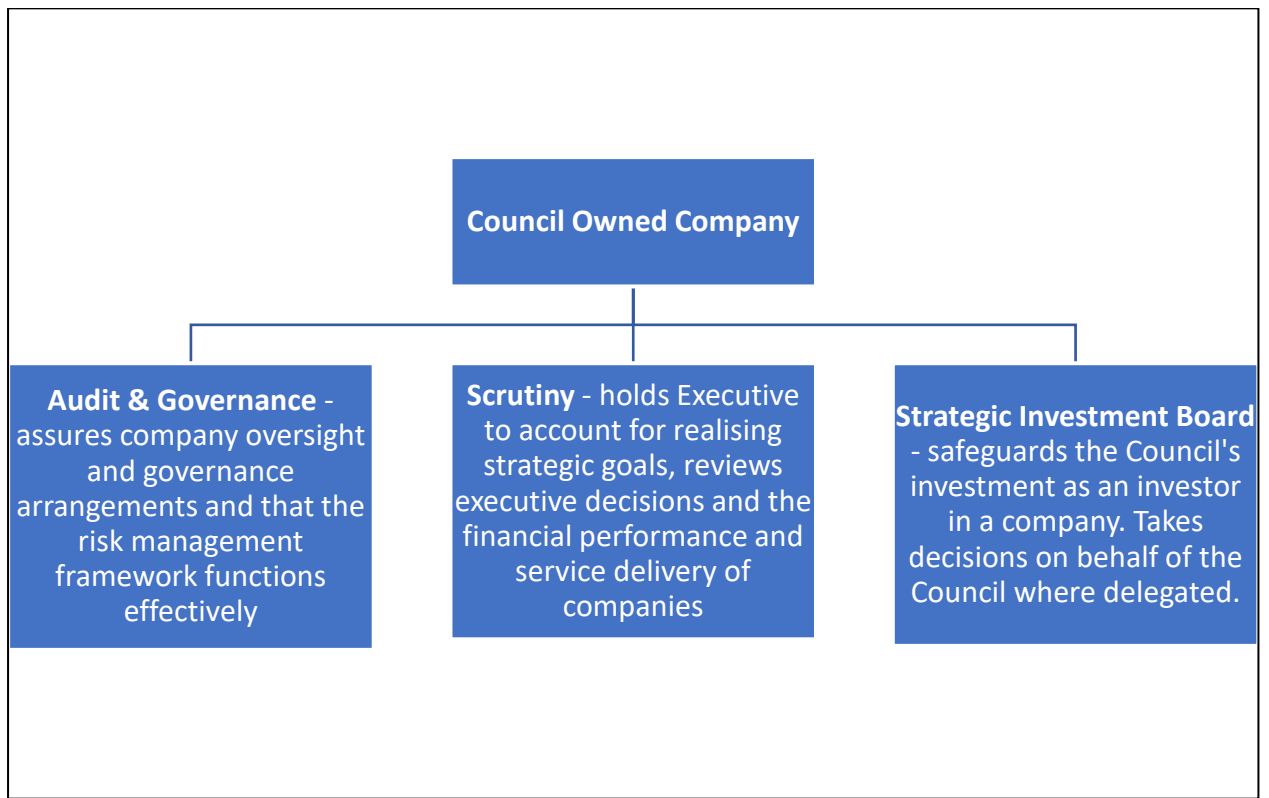 Council Owned Company
Audit & Governance -
assures company oversight
and governance
arrangements and that the
risk management
framework functions
effectively
Scrutiny - holds Executive
to account for realising
strategic goals, reviews
executive decisions and the
financial performance and
service delivery of
companies
Strategic Investment Board
- safeguards the Council's
investment as an investor
in a company. Takes
decisions on behalf of the
Council where delegated.